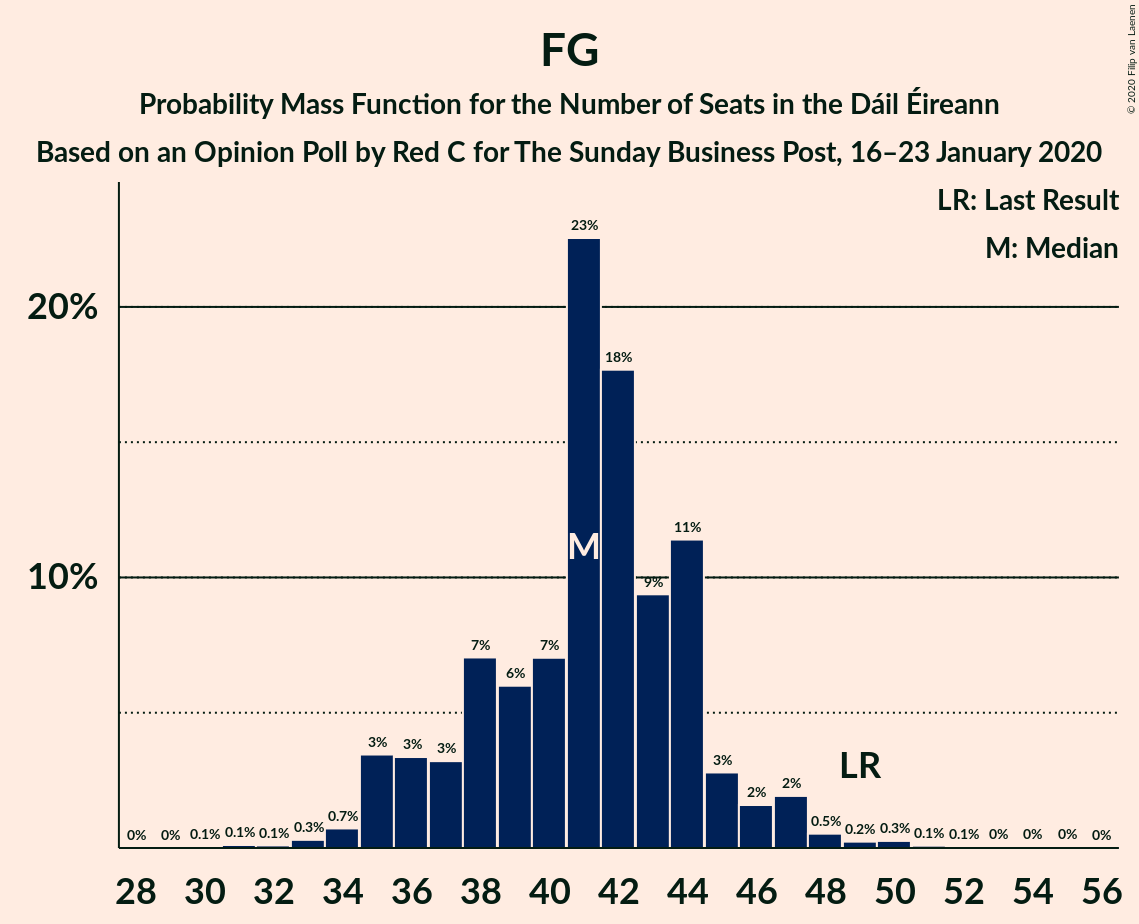 FG
Probability Mass Function for the Number of Seats in the Dáil Éireann
Based on an Opinion Poll by Red C for The Sunday Business Post, 16–23 January 2020
© 2020 Filip van Laenen
LR: Last Result
M: Median
20%
10%
0% 0% 0.1% 0.1% 0.1% 0.3% 0.7% 3% 3% 3% 7% 6% 7% 23% 18% 9% 11% 3% 2% 2% 0.5% 0.2% 0.3% 0.1% 0.1% 0% 0% 0% 0%
M
LR
28 30 32 34 36 38 40 42 44 46 48 50 52 54 56